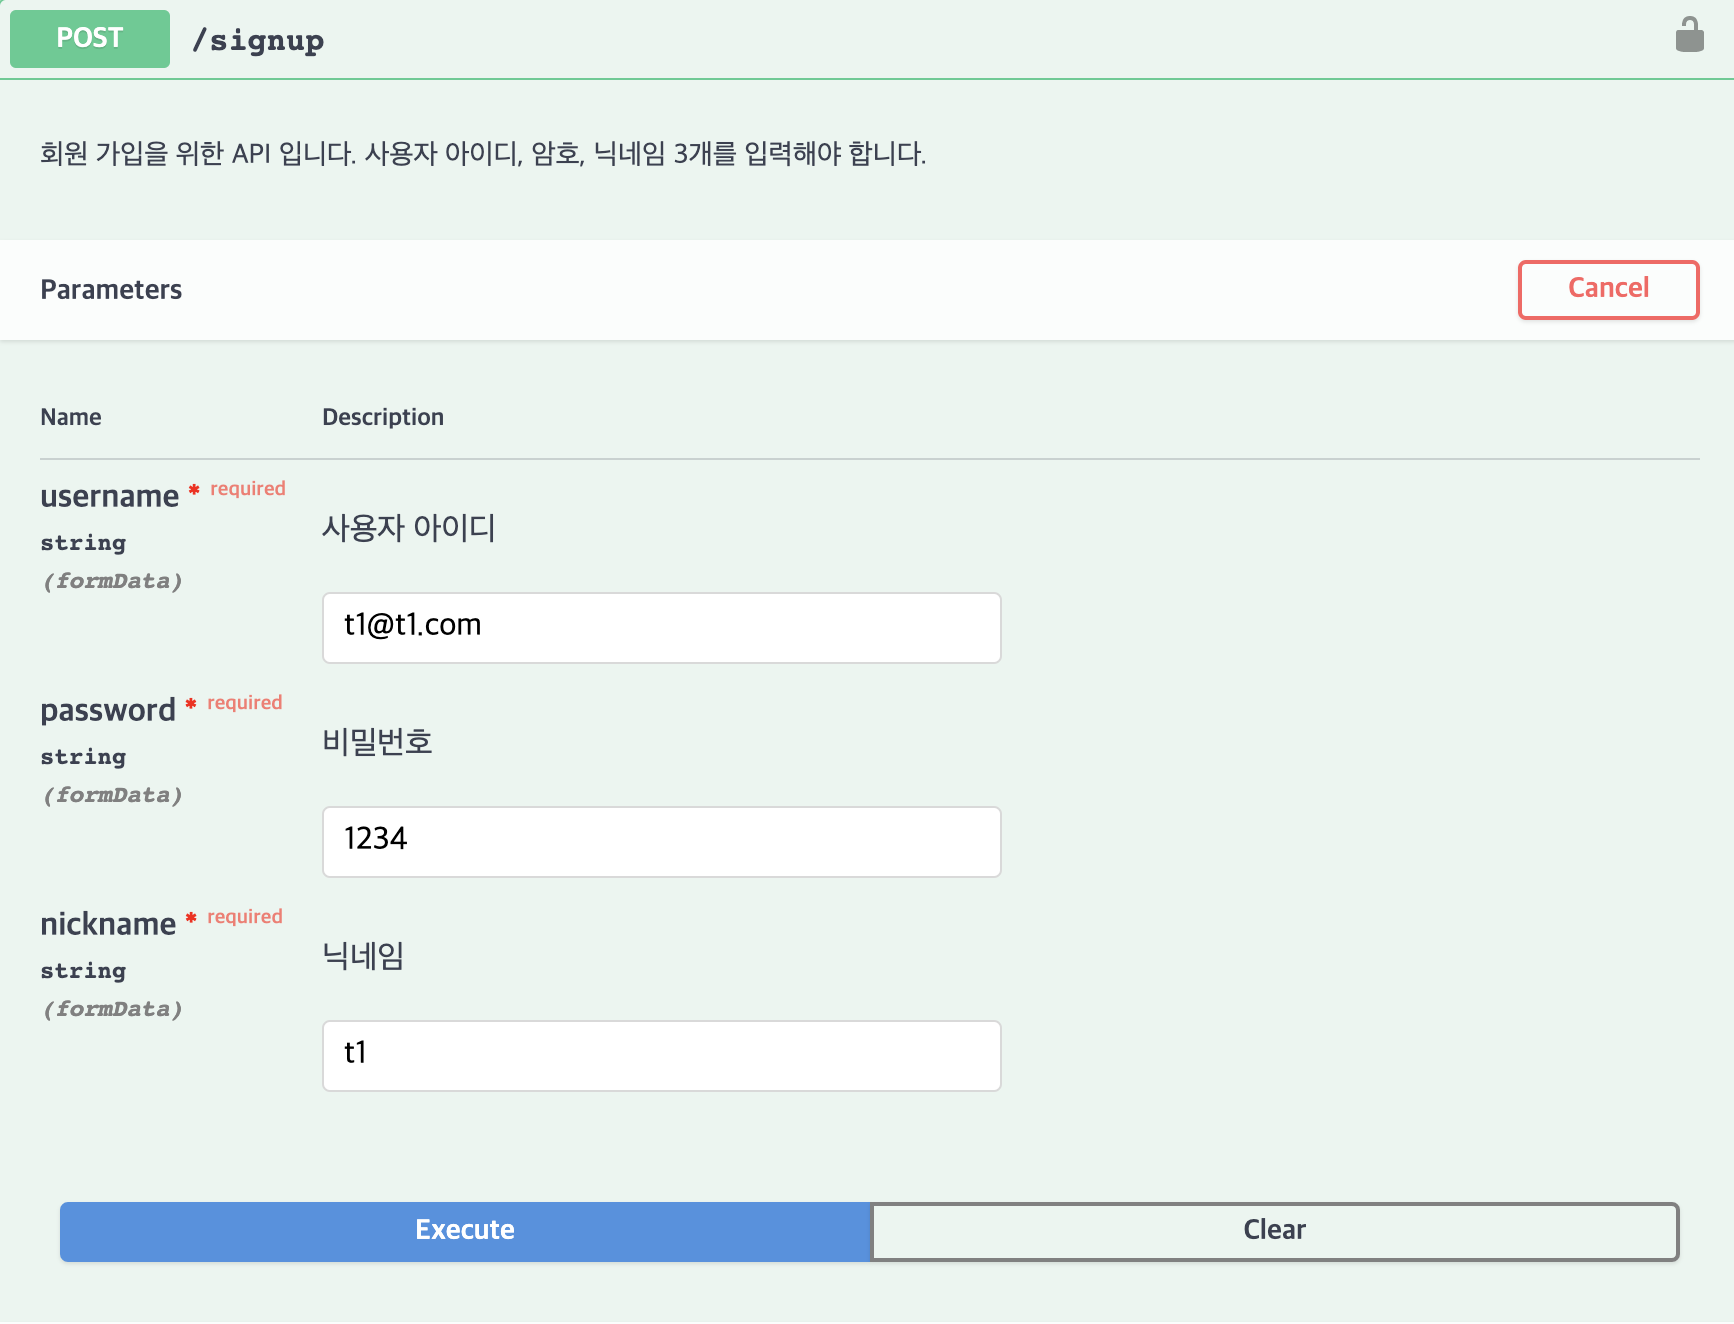 POST /signup
회원 가입을 위한 API 입니다. 사용자 아이디, 암호, 닉네임 3개를 입력해야 합니다.
Parameters
Cancel
Name Description
username * required
string
(formData)
사용자 아이디
t1@t1.com
password * required
string
(formData)
비밀번호
1234
nickname * required
string
(formData)
닉네임
t1
Execute
Clear